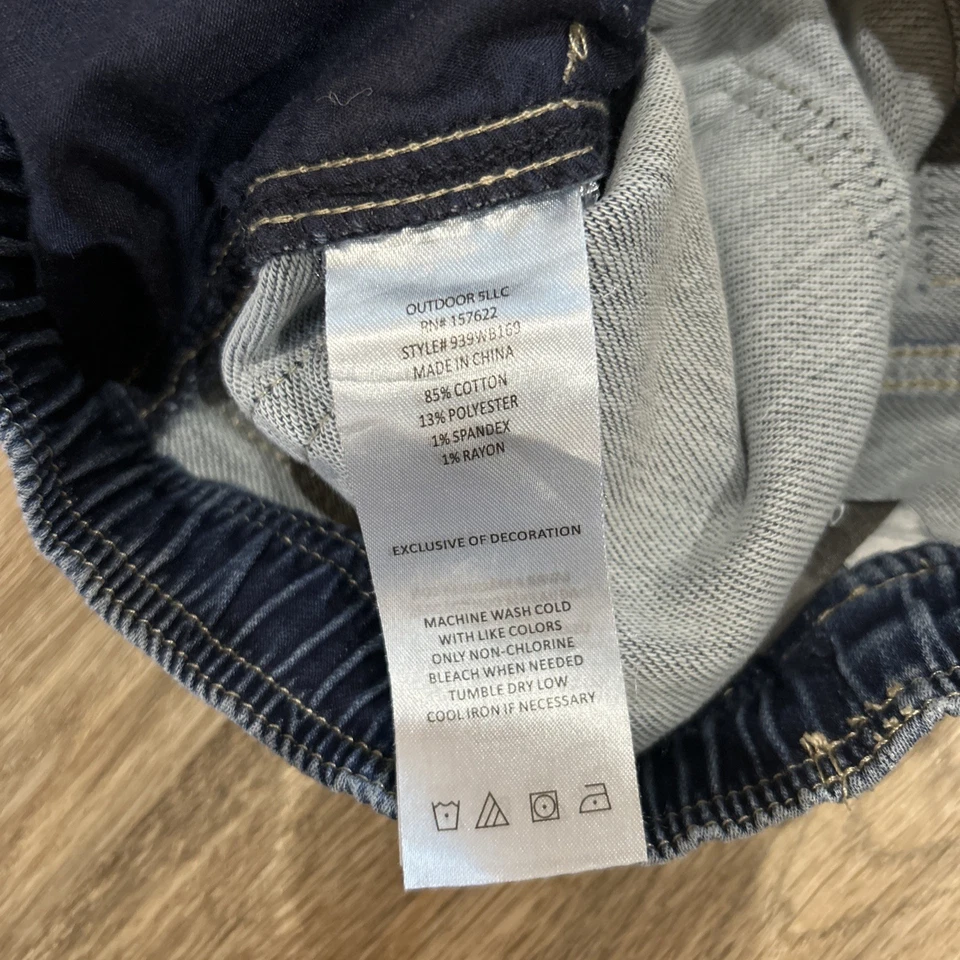 OUTDOOR 5LLC
RN# 157622
STYLE# 939WB169
MADE IN CHINA
85% COTTON
13% POLYESTER
1% SPANDEX
1% RAYON
EXCLUSIVE OF DECORATION
MACHINE WASH COLD
WITH LIKE COLORS
ONLY NON-CHLORINE
BLEACH WHEN NEEDED
TUMBLE DRY LOW
COOL IRON IF NECESSARY